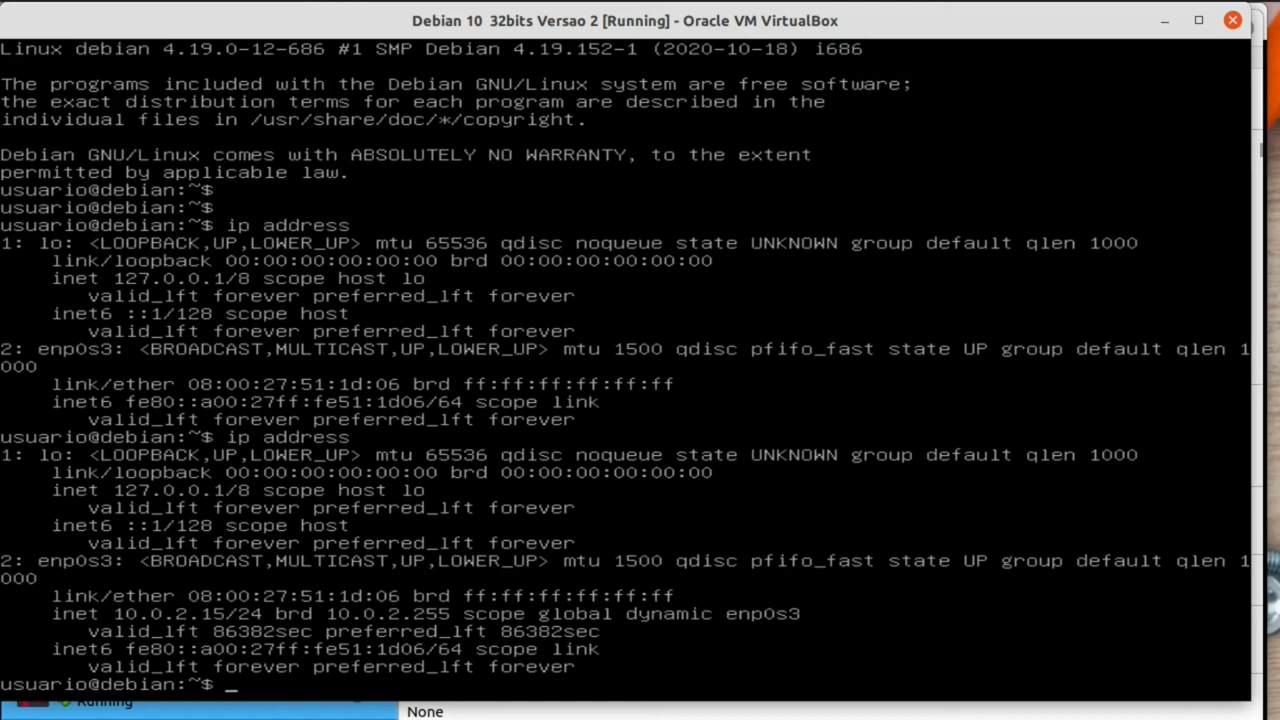 Debian 10 32bits Versao 2 [Running] - Oracle VM VirtualBox
Linux debian 4.19.0-12-686 #1 SMP Debian 4.19.152-1 (2020-10-18) i686
The programs included with the Debian GNU/Linux system are free software;
the exact distribution terms for each program are described in the
individual files in /usr/share/doc/*/copyright.
Debian GNU/Linux comes with ABSOLUTELY NO WARRANTY, to the extent
permitted by applicable law.
usuario@debian:~$
usuario@debian:~$
usuario@debian:~$ ip address
1: lo: <LOOPBACK,UP,LOWER_UP> mtu 65536 qdisc noqueue state UNKNOWN group default qlen 1000
link/loopback 00:00:00:00:00:00 brd 00:00:00:00:00:00
inet 127.0.0.1/8 scope host lo
valid_lft forever preferred_lft forever
inet6 ::1/128 scope host
valid_lft forever preferred_lft forever
2: enp0s3: <BROADCAST,MULTICAST,UP,LOWER_UP> mtu 1500 qdisc pfifo_fast state UP group default qlen 1
000
link/ether 08:00:27:51:1d:06 brd ff:ff:ff:ff:ff:ff
inet6 fe80::a00:27ff:fe51:1d06/64 scope link
valid_lft forever preferred_lft forever
usuario@debian:~$ ip address
1: lo: <LOOPBACK,UP,LOWER_UP> mtu 65536 qdisc noqueue state UNKNOWN group default qlen 1000
link/loopback 00:00:00:00:00:00 brd 00:00:00:00:00:00
inet 127.0.0.1/8 scope host lo
valid_lft forever preferred_lft forever
inet6 ::1/128 scope host
valid_lft forever preferred_lft forever
2: enp0s3: <BROADCAST,MULTICAST,UP,LOWER_UP> mtu 1500 qdisc pfifo_fast state UP group default qlen 1
000
link/ether 08:00:27:51:1d:06 brd ff:ff:ff:ff:ff:ff
inet 10.0.2.15/24 brd 10.0.2.255 scope global dynamic enp0s3
valid_lft 86382sec preferred_lft 86382sec
inet6 fe80::a00:27ff:fe51:1d06/64 scope link
valid_lft forever preferred_lft forever
usuario@debian:~$ _
Running
None